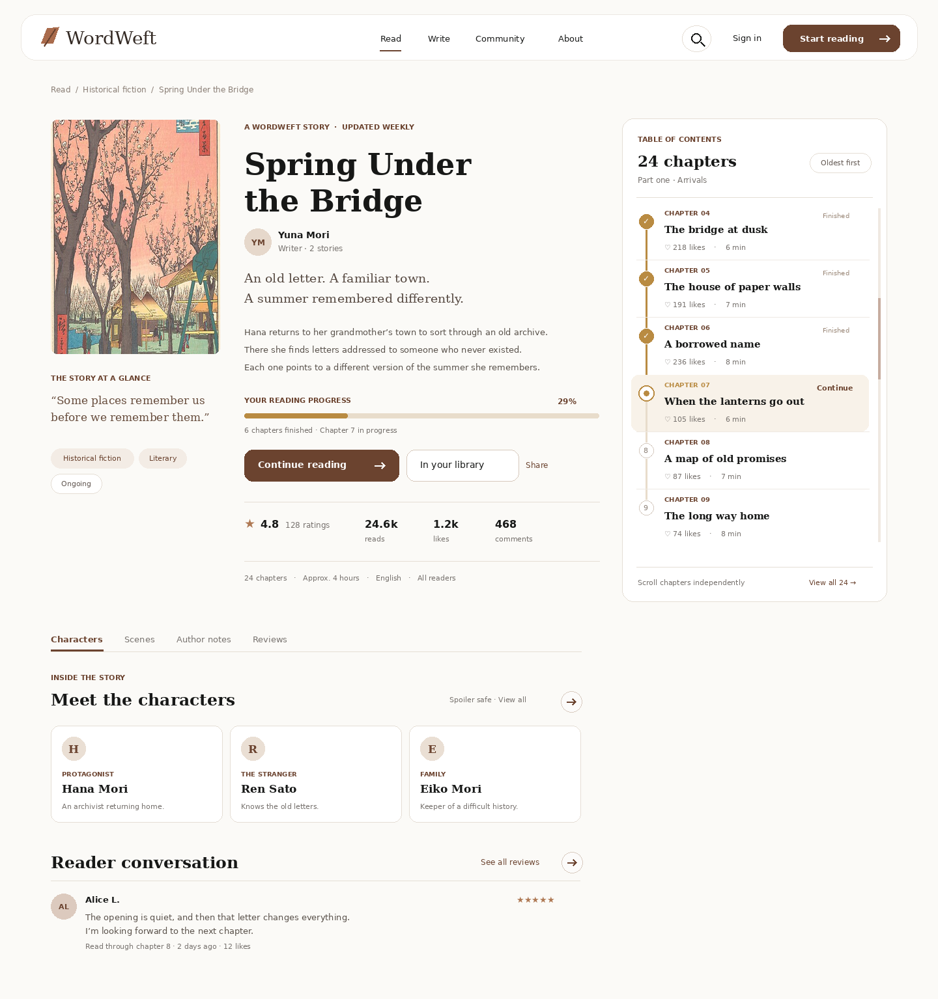 WordWeft
Read
Write
Community
About
Sign in
Start reading →
Read / Historical fiction / Spring Under the Bridge
A WORDWEFT STORY · UPDATED WEEKLY
Spring Under
the Bridge
YM
Yuna Mori
Writer · 2 stories
An old letter. A familiar town.
A summer remembered differently.
Hana returns to her grandmother’s town to sort through an old archive.
There she finds letters addressed to someone who never existed.
Each one points to a different version of the summer she remembers.
YOUR READING PROGRESS
29%
6 chapters finished · Chapter 7 in progress
Continue reading →
In your library
Share
★ 4.8 128 ratings
24.6k
reads
1.2k
likes
468
comments
24 chapters · Approx. 4 hours · English · All readers
THE STORY AT A GLANCE
“Some places remember us
before we remember them.”
Historical fiction
Literary
Ongoing
TABLE OF CONTENTS
24 chapters
Oldest first
Part one · Arrivals
✓
CHAPTER 04
Finished
The bridge at dusk
♡ 218 likes · 6 min
✓
CHAPTER 05
Finished
The house of paper walls
♡ 191 likes · 7 min
✓
CHAPTER 06
Finished
A borrowed name
♡ 236 likes · 8 min
CHAPTER 07
Continue
When the lanterns go out
♡ 105 likes · 6 min
8
CHAPTER 08
A map of old promises
♡ 87 likes · 7 min
9
CHAPTER 09
The long way home
♡ 74 likes · 8 min
Scroll chapters independently
View all 24 →
Characters
Scenes
Author notes
Reviews
INSIDE THE STORY
Meet the characters
Spoiler safe · View all
→
H
PROTAGONIST
Hana Mori
An archivist returning home.
R
THE STRANGER
Ren Sato
Knows the old letters.
E
FAMILY
Eiko Mori
Keeper of a difficult history.
Reader conversation
See all reviews
→
AL
Alice L.
★★★★★
The opening is quiet, and then that letter changes everything.
I’m looking forward to the next chapter.
Read through chapter 8 · 2 days ago · 12 likes